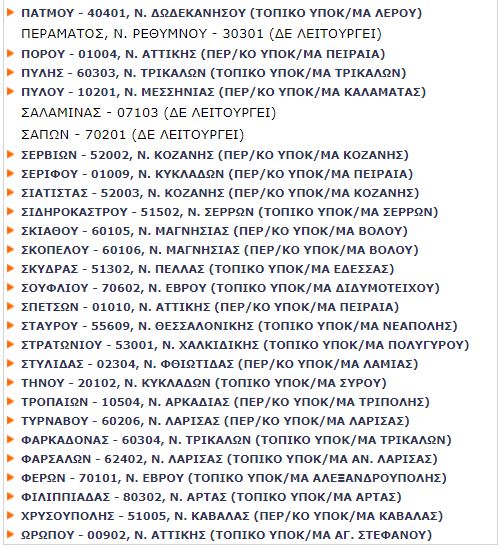 ΠΑΤΜΟΥ - 40401, Ν. ΔΩΔΕΚΑΝΗΣΟΥ (ΤΟΠΙΚΟ ΥΠΟΚ/ΜΑ ΛΕΡΟΥ)
ΠΕΡΑΜΑΤΟΣ, Ν. ΡΕΘΥΜΝΟΥ - 30301 (ΔΕ ΛΕΙΤΟΥΡΓΕΙ)
ΠΟΡΟΥ - 01004, Ν. ΑΤΤΙΚΗΣ (ΠΕΡ/ΚΟ ΥΠΟΚ/ΜΑ ΠΕΙΡΑΙΑ)
ΠΥΛΗΣ - 60303, Ν. ΤΡΙΚΑΛΩΝ (ΤΟΠΙΚΟ ΥΠΟΚ/ΜΑ ΤΡΙΚΑΛΩΝ)
ΠΥΛΟΥ - 10201, Ν. ΜΕΣΣΗΝΙΑΣ (ΠΕΡ/ΚΟ ΥΠΟΚ/ΜΑ ΚΑΛΑΜΑΤΑΣ)
ΣΑΛΑΜΙΝΑΣ - 07103 (ΔΕ ΛΕΙΤΟΥΡΓΕΙ)
ΣΑΠΩΝ - 70201 (ΔΕ ΛΕΙΤΟΥΡΓΕΙ)
ΣΕΡΒΙΩΝ - 52002, Ν. ΚΟΖΑΝΗΣ (ΠΕΡ/ΚΟ ΥΠΟΚ/ΜΑ ΚΟΖΑΝΗΣ)
ΣΕΡΙΦΟΥ - 01009, Ν. ΚΥΚΛΑΔΩΝ (ΠΕΡ/ΚΟ ΥΠΟΚ/ΜΑ ΠΕΙΡΑΙΑ)
ΣΙΑΤΙΣΤΑΣ - 52003, Ν. ΚΟΖΑΝΗΣ (ΠΕΡ/ΚΟ ΥΠΟΚ/ΜΑ ΚΟΖΑΝΗΣ)
ΣΙΔΗΡΟΚΑΣΤΡΟΥ - 51502, Ν. ΣΕΡΡΩΝ (ΤΟΠΙΚΟ ΥΠΟΚ/ΜΑ ΣΕΡΡΩΝ)
ΣΚΙΑΘΟΥ - 60105, Ν. ΜΑΓΝΗΣΙΑΣ (ΠΕΡ/ΚΟ ΥΠΟΚ/ΜΑ ΒΟΛΟΥ)
ΣΚΟΠΕΛΟΥ - 60106, Ν. ΜΑΓΝΗΣΙΑΣ (ΠΕΡ/ΚΟ ΥΠΟΚ/ΜΑ ΒΟΛΟΥ)
ΣΚΥΔΡΑΣ - 51302, Ν. ΠΕΛΛΑΣ (ΤΟΠΙΚΟ ΥΠΟΚ/ΜΑ ΕΔΕΣΣΑΣ)
ΣΟΥΦΛΙΟΥ - 70602, Ν. ΕΒΡΟΥ (ΤΟΠΙΚΟ ΥΠΟΚ/ΜΑ ΔΙΔΥΜΟΤΕΙΧΟΥ)
ΣΠΕΤΣΩΝ - 01010, Ν. ΑΤΤΙΚΗΣ (ΠΕΡ/ΚΟ ΥΠΟΚ/ΜΑ ΠΕΙΡΑΙΑ)
ΣΤΑΥΡΟΥ - 55609, Ν. ΘΕΣΣΑΛΟΝΙΚΗΣ (ΤΟΠΙΚΟ ΥΠΟΚ/ΜΑ ΝΕΑΠΟΛΗΣ)
ΣΤΡΑΤΩΝΙΟΥ - 53001, Ν. ΧΑΛΚΙΔΙΚΗΣ (ΤΟΠΙΚΟ ΥΠΟΚ/ΜΑ ΠΟΛΥΓΥΡΟΥ)
ΣΤΥΛΙΔΑΣ - 02304, Ν. ΦΘΙΩΤΙΔΑΣ (ΠΕΡ/ΚΟ ΥΠΟΚ/ΜΑ ΛΑΜΙΑΣ)
ΤΗΝΟΥ - 20102, Ν. ΚΥΚΛΑΔΩΝ (ΤΟΠΙΚΟ ΥΠΟΚ/ΜΑ ΣΥΡΟΥ)
ΤΡΟΠΑΙΩΝ - 10504, Ν. ΑΡΚΑΔΙΑΣ (ΠΕΡ/ΚΟ ΥΠΟΚ/ΜΑ ΤΡΙΠΟΛΗΣ)
ΤΥΡΝΑΒΟΥ - 60206, Ν. ΛΑΡΙΣΑΣ (ΠΕΡ/ΚΟ ΥΠΟΚ/ΜΑ ΛΑΡΙΣΑΣ)
ΦΑΡΚΑΔΟΝΑΣ - 60304, Ν. ΤΡΙΚΑΛΩΝ (ΤΟΠΙΚΟ ΥΠΟΚ/ΜΑ ΤΡΙΚΑΛΩΝ)
ΦΑΡΣΑΛΩΝ - 62402, Ν. ΛΑΡΙΣΑΣ (ΤΟΠΙΚΟ ΥΠΟΚ/ΜΑ ΑΝ. ΛΑΡΙΣΑΣ)
ΦΕΡΩΝ - 70101, Ν. ΕΒΡΟΥ (ΤΟΠΙΚΟ ΥΠΟΚ/ΜΑ ΑΛΕΞΑΝΔΡΟΥΠΟΛΗΣ)
ΦΙΛΙΠΠΙΑΔΑΣ - 80302, Ν. ΑΡΤΑΣ (ΤΟΠΙΚΟ ΥΠΟΚ/ΜΑ ΑΡΤΑΣ)
ΧΡΥΣΟΥΠΟΛΗΣ - 51005, Ν. ΚΑΒΑΛΑΣ (ΠΕΡ/ΚΟ ΥΠΟΚ/ΜΑ ΚΑΒΑΛΑΣ)
ΩΡΩΠΟΥ - 00902, Ν. ΑΤΤΙΚΗΣ (ΤΟΠΙΚΟ ΥΠΟΚ/ΜΑ ΑΓ. ΣΤΕΦΑΝΟΥ)